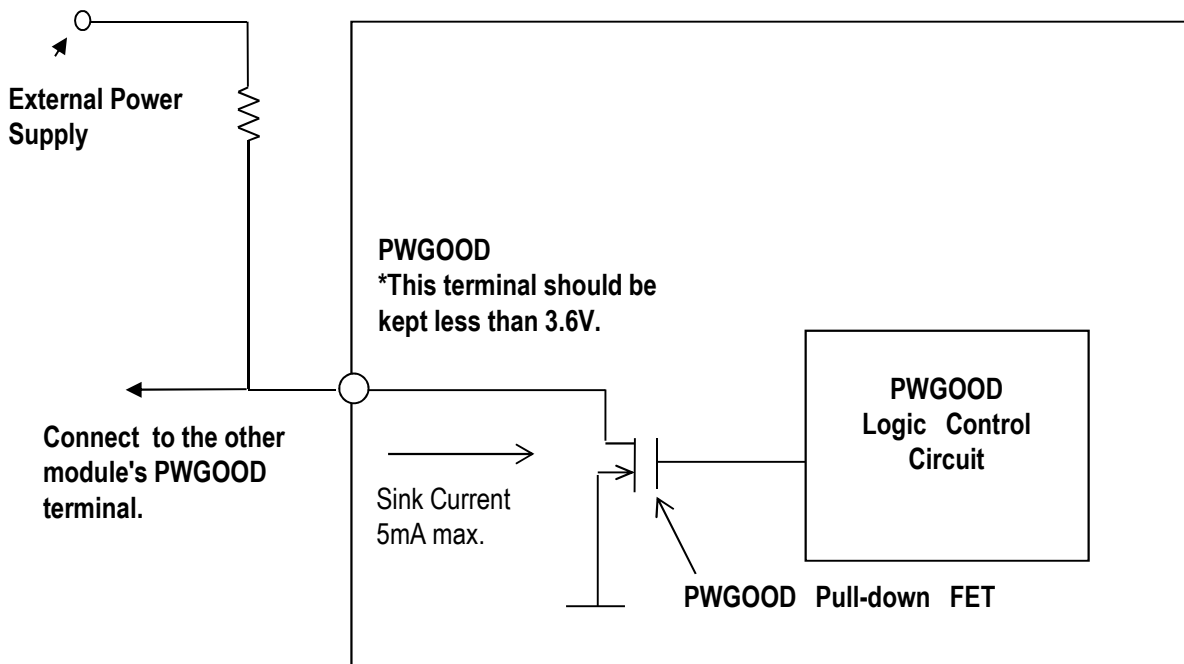 External Power
Supply
PWGOOD
*This terminal should be
kept less than 3.6V.
Connect to the other
module's PWGOOD
terminal.
Sink Current
5mA max.
PWGOOD
Logic Control
Circuit
PWGOOD Pull-down FET